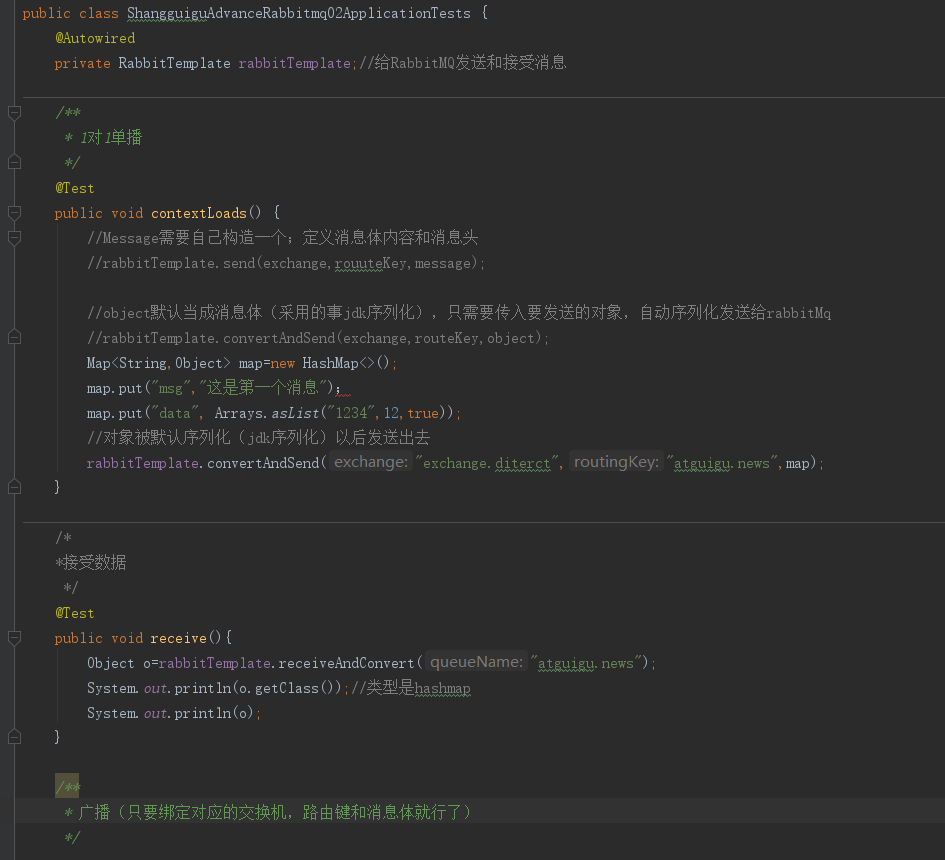 public class ShangguiguAdvanceRabbitmq02ApplicationTests {
@Autowired
private RabbitTemplate rabbitTemplate;//给RabbitMQ发送和接受消息
/**
* 1对1单播
*/
@Test
public void contextLoads() {
//Message需要自己构造一个;定义消息体内容和消息头
//rabbitTemplate.send(exchange,rouuteKey,message);
//object默认当成消息体（采用的事jdk序列化），只需要传入要发送的对象，自动序列化发送给rabbitMq
//rabbitTemplate.convertAndSend(exchange,routeKey,object);
Map<String,Object> map=new HashMap<>();
map.put("msg","这是第一个消息");
map.put("data", Arrays.asList("1234",12,true));
//对象被默认序列化（jdk序列化）以后发送出去
rabbitTemplate.convertAndSend( exchange: "exchange.diterct", routingKey: "atguigu.news",map);
}
/*
*接受数据
*/
@Test
public void receive(){
Object o=rabbitTemplate.receiveAndConvert( queueName: "atguigu.news");
System.out.println(o.getClass());//类型是hashmap
System.out.println(o);
}
/**
* 广播（只要绑定对应的交换机，路由键和消息体就行了）
*/